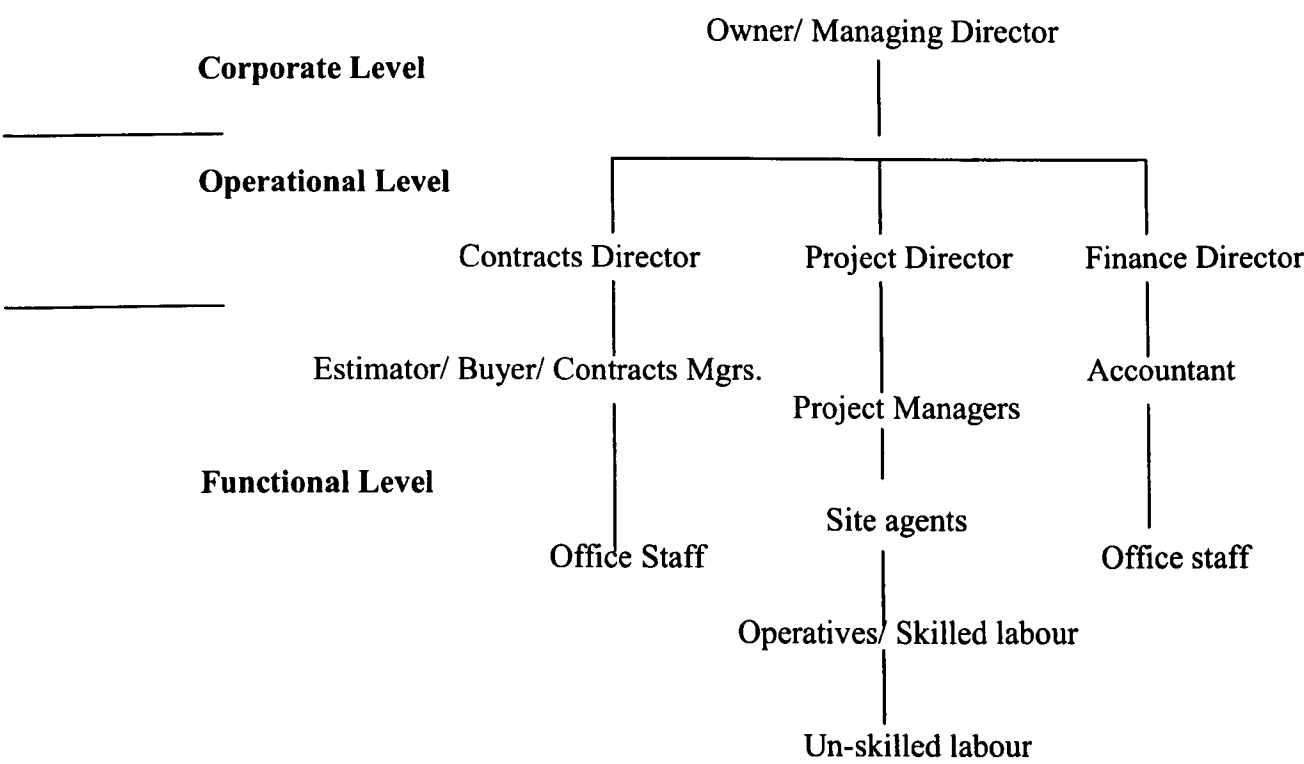 Owner/ Managing Director
Corporate Level
Operational Level
Contracts Director
Project Director
Finance Director
Estimator/ Buyer/ Contracts Mgrs.
Accountant
Project Managers
Functional Level
Site agents
Office Staff
Office staff
Operatives/ Skilled labour
Un-skilled labour